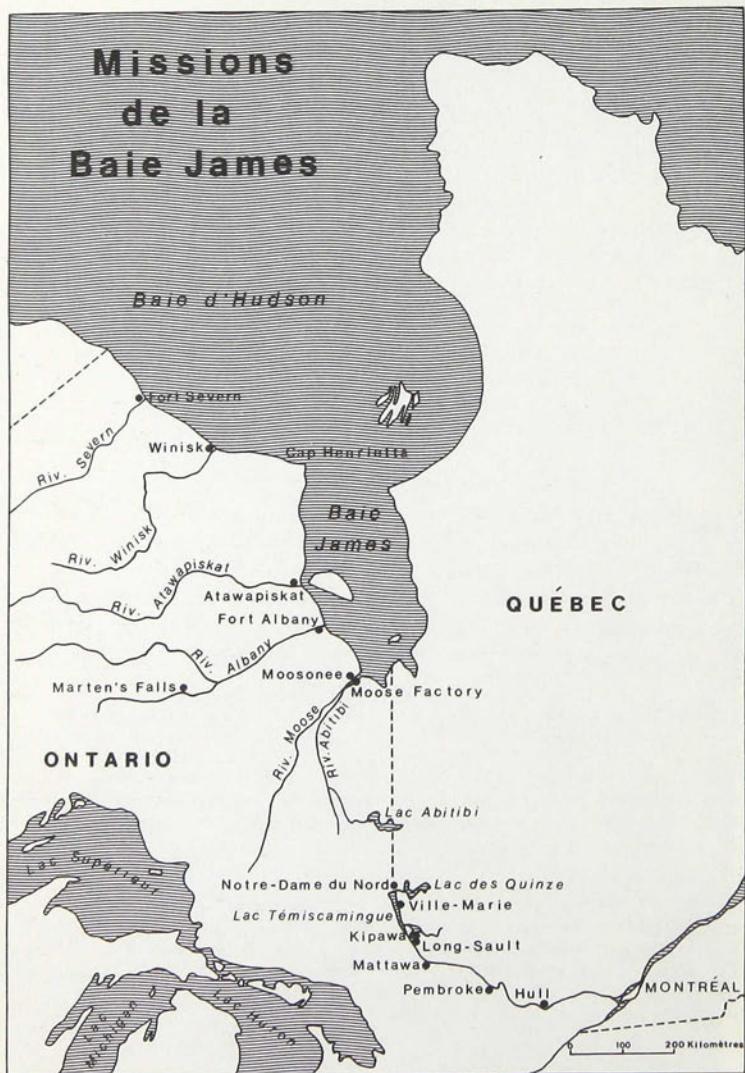 Missions
de la
Baie James
Baie d'Hudson
Fort Severn
Riv. Severn
Winisk
Cap Henrietta
Riv. Winisk
Baie
James
Riv. Atawapiskat
Atawapiskat
QUÉBEC
Fort Albany
Riv. Albany
Marten's Falls
Moosonee
Moose Factory
Riv. Moose
Riv. Abitibi
ONTARIO
Lac Abitibi
Lac Supérieur
Notre-Dame du Nord
Lac des Quinze
Ville-Marie
Lac Témiscamingue
Kipawa
Long-Sault
Mattawa
Pembroke
Hull
MONTRÉAL
Lac
Michigan
Lac Huron
0 100 200 Kilomètres